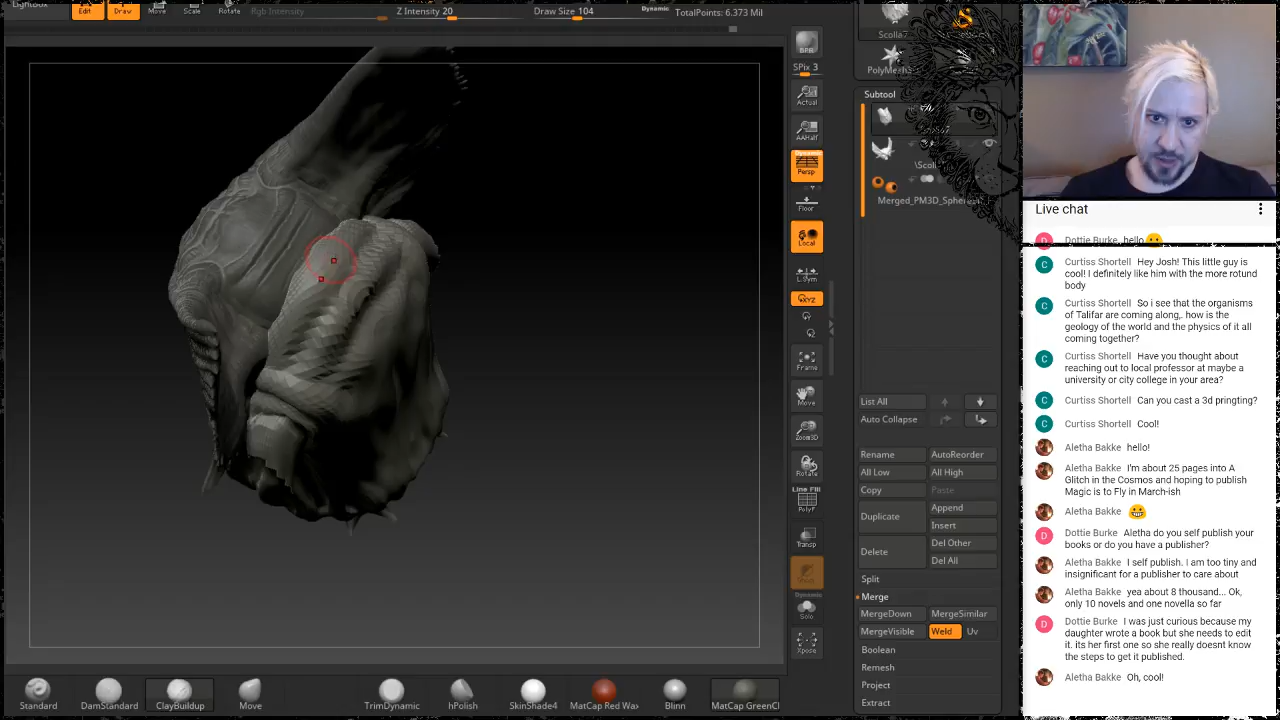 LightBox
Edit
Draw
Move
Scale
Rotate
Rgb Intensity
Z Intensity 20
Draw Size 104
Dynamic
TotalPoints: 6.373 Mil
BPR
SPix 3
Actual
AAHalf
Dynamic
Persp
Floor
Local
L.Sym
XYZ
Frame
Move
Zoom3D
Rotate
Line Fill
PolyF
Transp
Dynamic
Solo
Xpose
Scolla7
Subtool
List All
Auto Collapse
Rename
AutoReorder
All Low
All High
Copy
Paste
Duplicate
Append
Insert
Delete
Del Other
Del All
Split
Merge
MergeDown
MergeSimilar
MergeVisible
Weld
Uv
Boolean
Remesh
Project
Extract
Standard
DamStandard
ClayBuildup
Move
TrimDynamic
hPolish
SkinShade4
MatCap Red Wax
Blinn
MatCap GreenCl
Live chat
D Dottie Burke hello
C Curtiss Shortell Hey Josh! This little guy is
cool! I definitely like him with the more rotund
body
C Curtiss Shortell So i see that the organisms
of Talifar are coming along,. how is the
geology of the world and the physics of it all
coming together?
C Curtiss Shortell Have you thought about
reaching out to local professor at maybe a
university or city college in your area?
C Curtiss Shortell Can you cast a 3d pringting?
C Curtiss Shortell Cool!
Aletha Bakke hello!
Aletha Bakke I'm about 25 pages into A
Glitch in the Cosmos and hoping to publish
Magic is to Fly in March-ish
Aletha Bakke
D Dottie Burke Aletha do you self publish your
books or do you have a publisher?
Aletha Bakke I self publish. I am too tiny and
insignificant for a publisher to care about
Aletha Bakke yea about 8 thousand... Ok,
only 10 novels and one novella so far
D Dottie Burke I was just curious because my
daughter wrote a book but she needs to edit
it. its her first one so she really doesnt know
the steps to get it published.
Aletha Bakke Oh, cool!